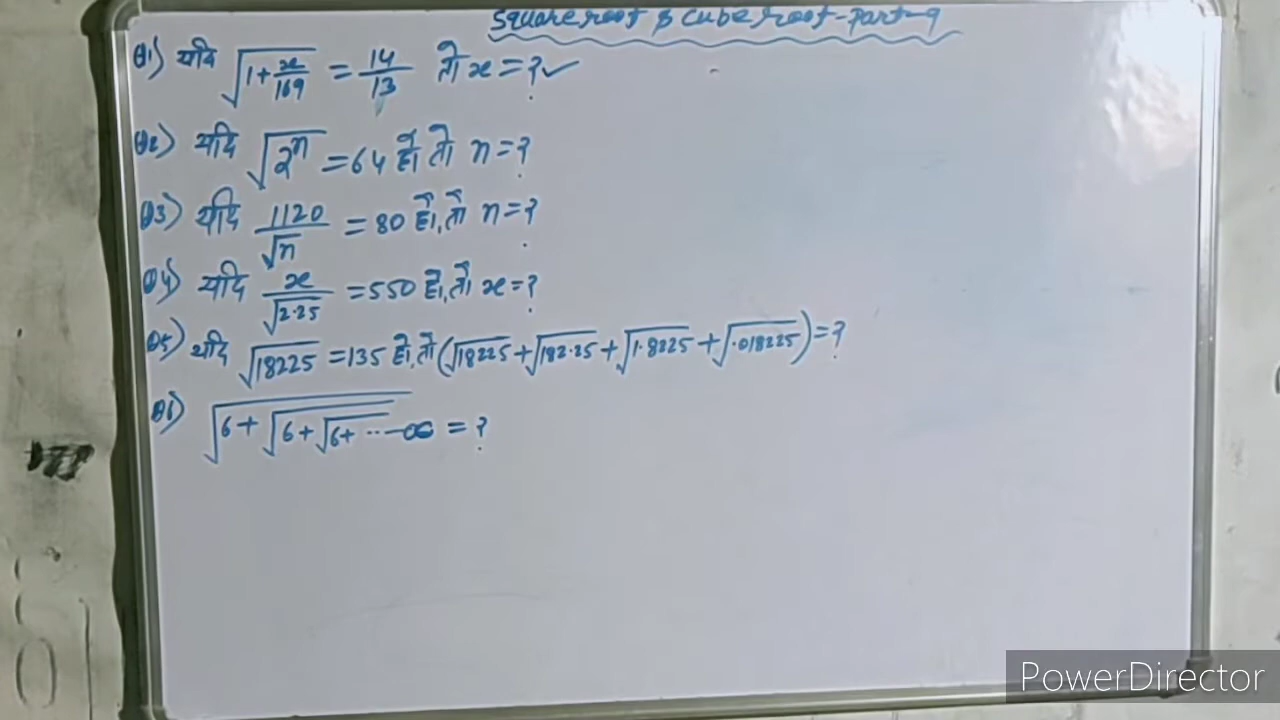 Square root & Cube root - Part - 9
Q1) यदि √(1+x/169) = 14/13 तो x = ? ✓
Q2) यदि √(2ⁿ) = 64 है तो n = ?
Q3) यदि 1120/√n = 80 है, तो n = ?
Q4) यदि x/√2.25 = 550 है, तो x = ?
Q5) यदि √18225 = 135 है, तो (√18225 + √182.25 + √1.8225 + √.018225) = ?
Q6) √(6+√(6+√(6+ ...∞ = ?
PowerDirector